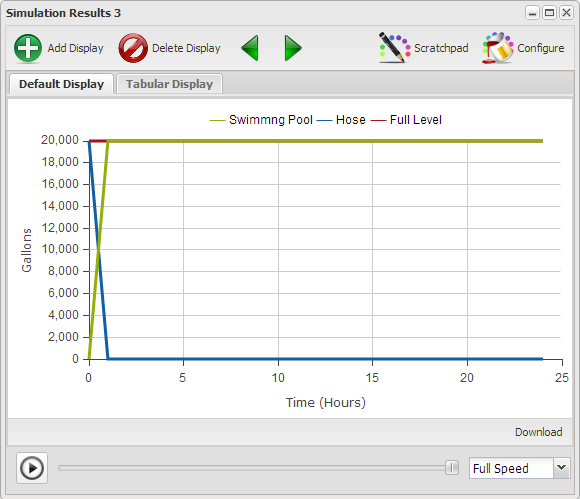 Simulation Results 3
Add Display Delete Display Scratchpad Configure
Default Display Tabular Display
Swimmng Pool Hose Full Level
20,000
18,000
16,000
14,000
12,000
10,000
8,000
6,000
4,000
2,000
0
Gallons
0 5 10 15 20 25
Time (Hours)
Download
Full Speed